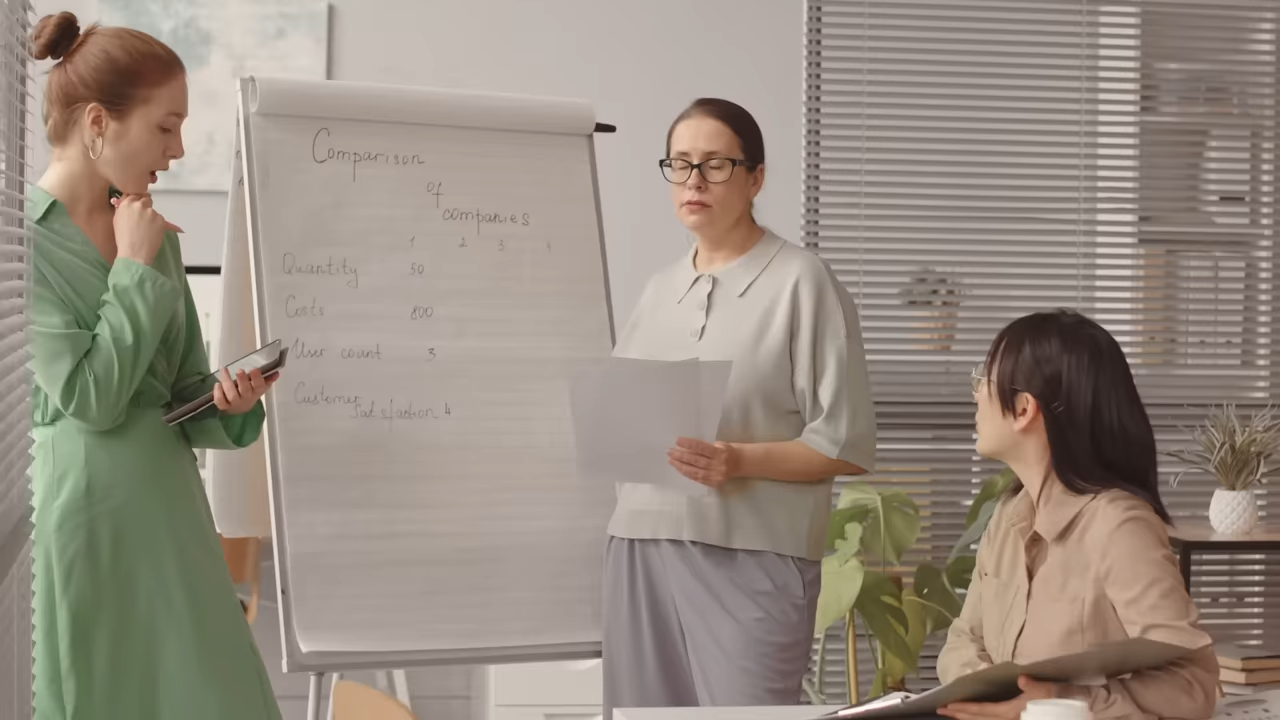 Comparison
of
companies
1 2 3 4
Quantity 50
Costs 800
User count 3
Customer
satisfaction 4